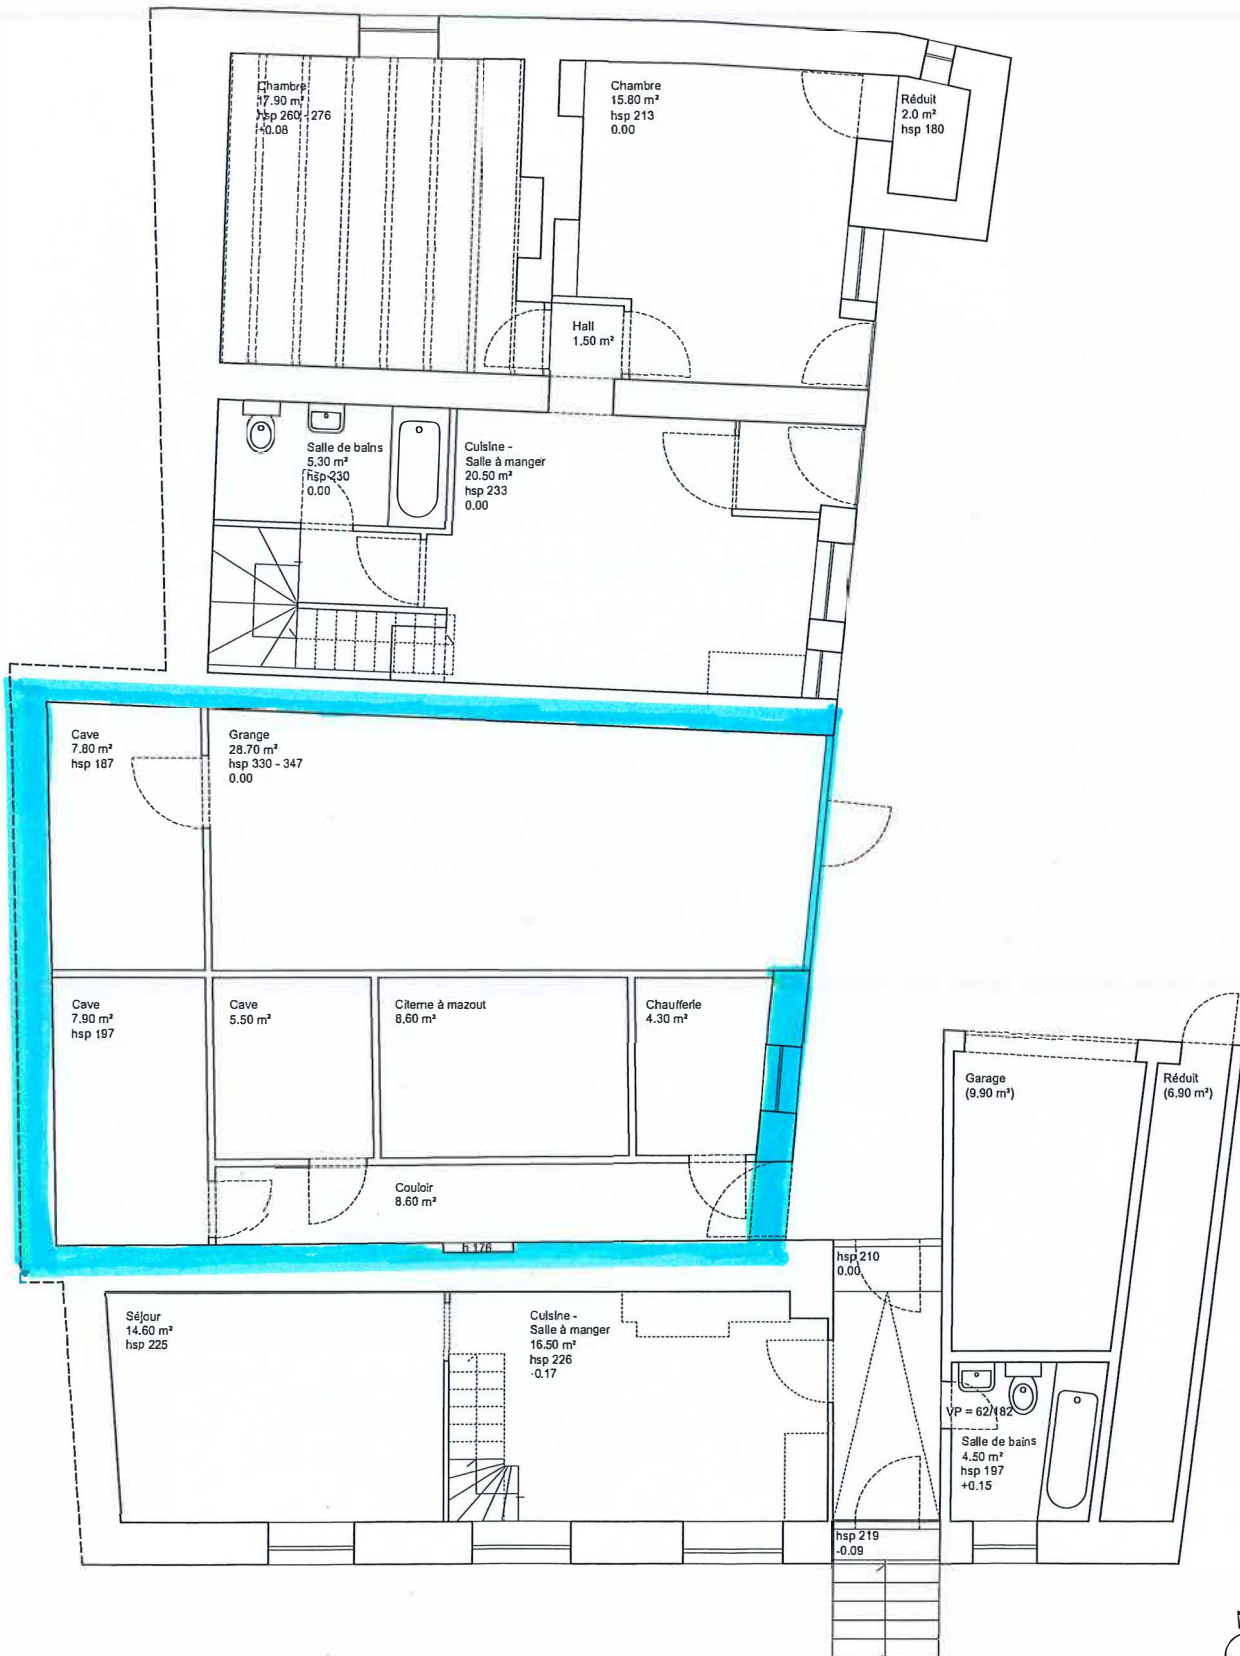 Chambre
17.90 m²
hsp 260 - 276
+0.08
Chambre
15.80 m²
hsp 213
0.00
Réduit
2.0 m²
hsp 180
Hall
1.50 m²
Salle de bains
5.30 m²
hsp 230
0.00
Cuisine -
Salle à manger
20.50 m²
hsp 233
0.00
Cave
7.80 m²
hsp 187
Grange
28.70 m²
hsp 330 - 347
0.00
Cave
7.90 m²
hsp 197
Cave
5.50 m²
Citerne à mazout
8.60 m²
Chaufferie
4.30 m²
Couloir
8.60 m²
h 176
Garage
(9.90 m²)
Réduit
(6.90 m²)
hsp 210
0.00
Séjour
14.60 m²
hsp 225
Cuisine -
Salle à manger
16.50 m²
hsp 226
-0.17
VP = 62/182
Salle de bains
4.50 m²
hsp 197
+0.15
hsp 219
-0.09